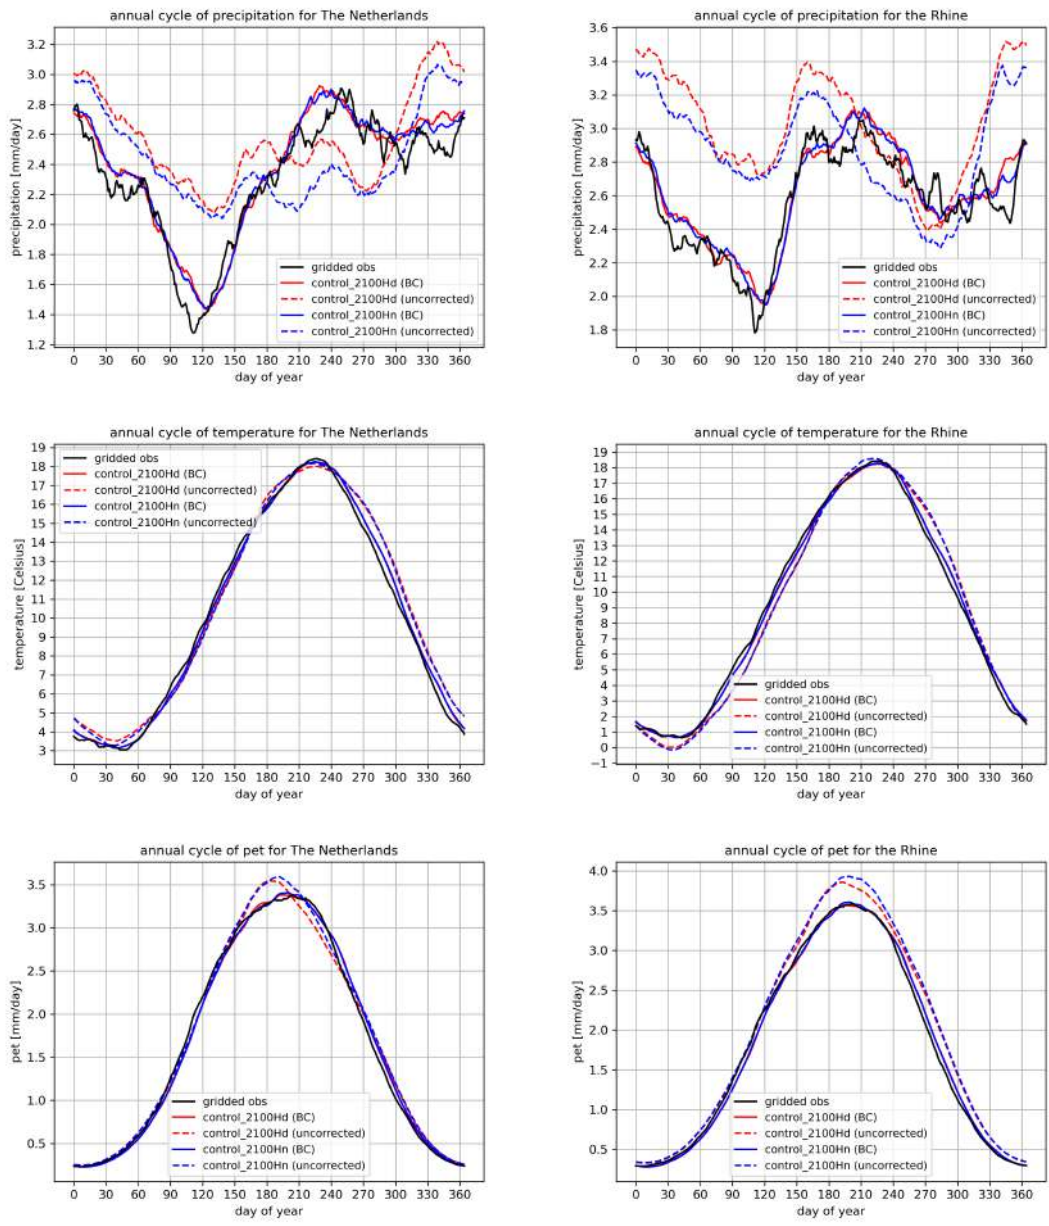 annual cycle of precipitation for The Netherlands
precipitation [mm/day]
3.2
3.0
2.8
2.6
2.4
2.2
2.0
1.8
1.6
1.4
1.2
gridded obs
control_2100Hd (BC)
control_2100Hd (uncorrected)
control_2100Hn (BC)
control_2100Hn (uncorrected)
0 30 60 90 120 150 180 210 240 270 300 330 360
day of year
annual cycle of precipitation for the Rhine
precipitation [mm/day]
3.6
3.4
3.2
3.0
2.8
2.6
2.4
2.2
2.0
1.8
gridded obs
control_2100Hd (BC)
control_2100Hd (uncorrected)
control_2100Hn (BC)
control_2100Hn (uncorrected)
0 30 60 90 120 150 180 210 240 270 300 330 360
day of year
annual cycle of temperature for The Netherlands
temperature [Celsius]
19
18
17
16
15
14
13
12
11
10
9
8
7
6
5
4
3
gridded obs
control_2100Hd (BC)
control_2100Hd (uncorrected)
control_2100Hn (BC)
control_2100Hn (uncorrected)
0 30 60 90 120 150 180 210 240 270 300 330 360
day of year
annual cycle of temperature for the Rhine
temperature [Celsius]
19
18
17
16
15
14
13
12
11
10
9
8
7
6
5
4
3
2
1
0
−1
gridded obs
control_2100Hd (BC)
control_2100Hd (uncorrected)
control_2100Hn (BC)
control_2100Hn (uncorrected)
0 30 60 90 120 150 180 210 240 270 300 330 360
day of year
annual cycle of pet for The Netherlands
pet [mm/day]
3.5
3.0
2.5
2.0
1.5
1.0
0.5
gridded obs
control_2100Hd (BC)
control_2100Hd (uncorrected)
control_2100Hn (BC)
control_2100Hn (uncorrected)
0 30 60 90 120 150 180 210 240 270 300 330 360
day of year
annual cycle of pet for the Rhine
pet [mm/day]
4.0
3.5
3.0
2.5
2.0
1.5
1.0
0.5
gridded obs
control_2100Hd (BC)
control_2100Hd (uncorrected)
control_2100Hn (BC)
control_2100Hn (uncorrected)
0 30 60 90 120 150 180 210 240 270 300 330 360
day of year